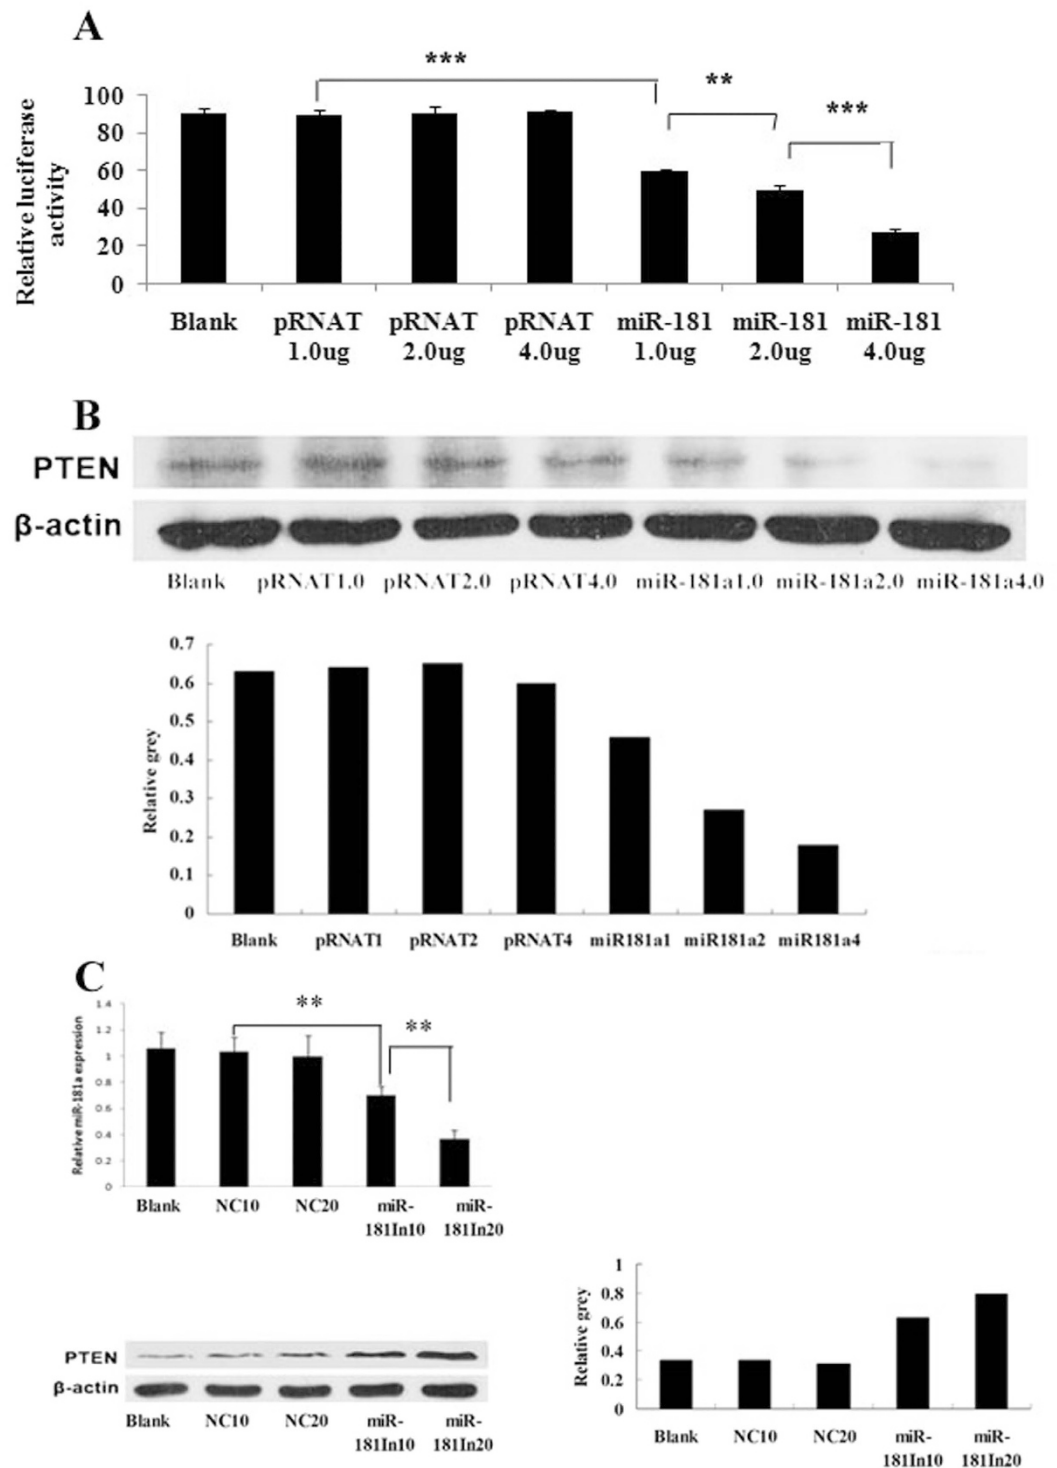 A
***
**
***
Relative luciferase
activity
100
80
60
40
20
0
Blank pRNAT pRNAT pRNAT miR-181 miR-181 miR-181
1.0ug 2.0ug 4.0ug 1.0ug 2.0ug 4.0ug
B
PTEN
β-actin
Blank pRNAT1.0 pRNAT2.0 pRNAT4.0 miR-181a1.0 miR-181a2.0 miR-181a4.0
Relative grey
0.7
0.6
0.5
0.4
0.3
0.2
0.1
0
Blank pRNAT1 pRNAT2 pRNAT4 miR181a1 miR181a2 miR181a4
C
**
**
Relative miR-181a expression
1.4
1.2
1
0.8
0.6
0.4
0.2
0
Blank NC10 NC20 miR- miR-
181In10 181In20
PTEN
β-actin
Blank NC10 NC20 miR- miR-
181In10 181In20
Relative grey
1
0.8
0.6
0.4
0.2
0
Blank NC10 NC20 miR- miR-
181In10 181In20